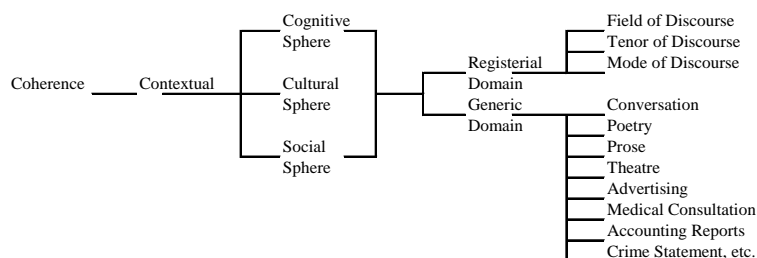 Cognitive
Sphere
Field of Discourse
Tenor of Discourse
Mode of Discourse
Coherence
Contextual
Cultural
Sphere
Registerial
Domain
Generic
Domain
Conversation
Poetry
Prose
Theatre
Advertising
Medical Consultation
Accounting Reports
Crime Statement, etc.
Social
Sphere